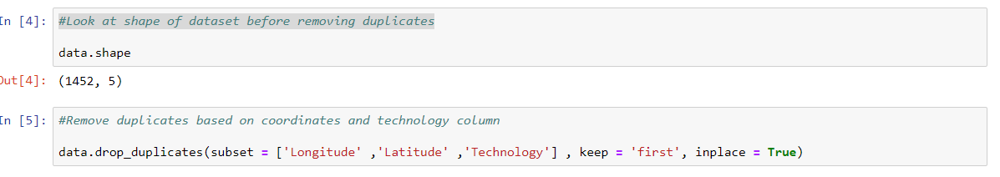 In [4]: #Look at shape of dataset before removing duplicates
data.shape
Out[4]: (1452, 5)
In [5]: #Remove duplicates based on coordinates and technology column
data.drop_duplicates(subset = ['Longitude' ,'Latitude' ,'Technology'] , keep = 'first', inplace = True)